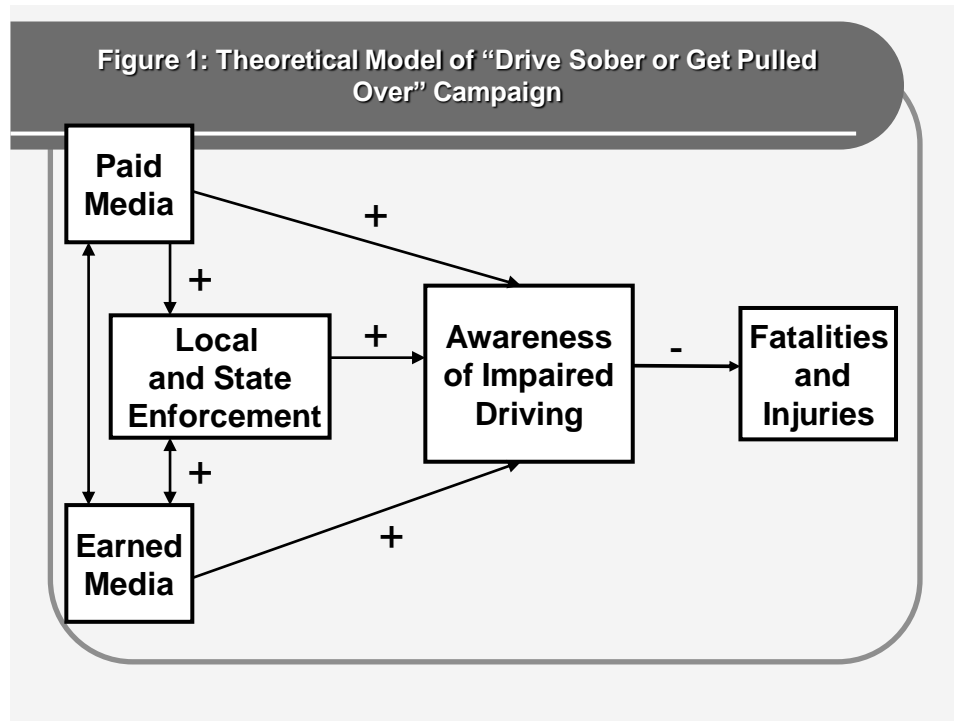 Figure 1: Theoretical Model of “Drive Sober or Get Pulled
Over” Campaign
Paid
Media
+
+
Local
and State
Enforcement
+
Awareness
of Impaired
Driving
-
Fatalities
and
Injuries
+
+
Earned
Media